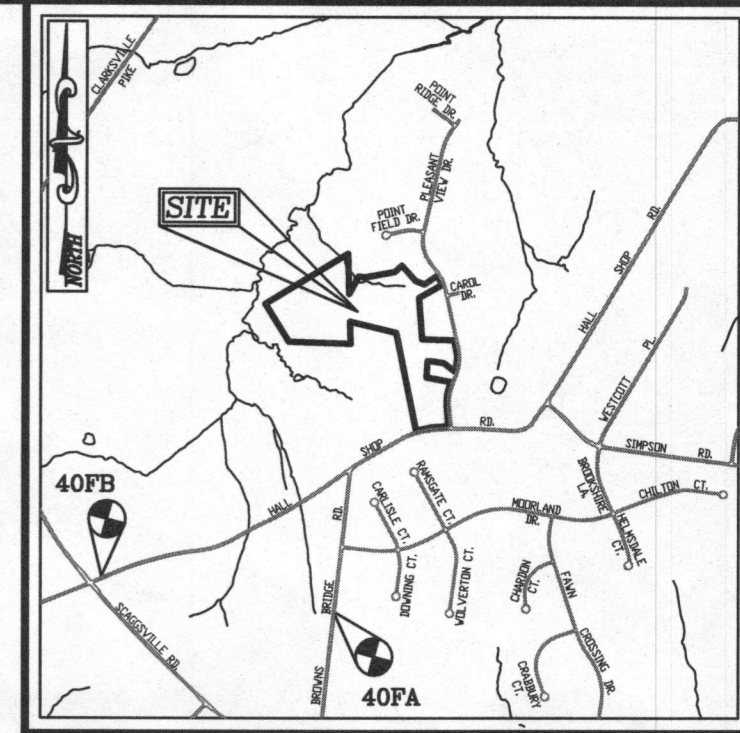 CLARKSVILLE
PIKE
NORTH
SITE
POINT
RIDGE DR.
PLEASANT
VIEW DR.
POINT
FIELD DR.
CAROL
DR.
HALL
SHOP
RD.
WESTCOTT
PL.
HALL
SHOP
RD.
SIMPSON
RD.
BROOKSHIRE
LA.
CHILTON CT.
HELMSDALE
CT.
MOORLAND
DR.
RAMSGATE CT.
CARLISLE CT.
DOWNING CT.
WOLVERTON CT.
CHARDON
CT.
FAWN
CROSSING DR.
CRABBURY
CT.
BROWNS
BRIDGE
RD.
SCAGGSVILLE RD.
40FB
40FA